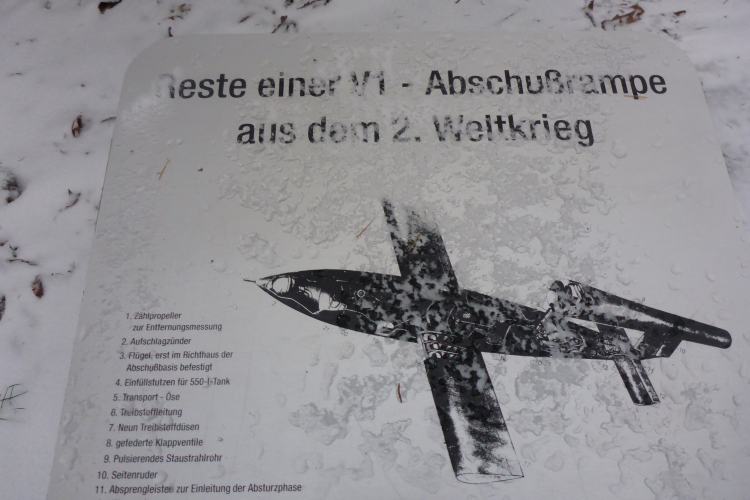 Reste einer V1 - Abschußrampe
aus dem 2. Weltkrieg
1. Zählpropeller
zur Entfernungsmessung
2. Aufschlagzünder
3. Flügel, erst im Richthaus der
Abschußbasis befestigt
4. Einfüllstutzen für 550-l-Tank
5. Transport - Öse
6. Treibstoffleitung
7. Neun Treibstoffdüsen
8. gefederte Klappventile
9. Pulsierendes Staustrahlrohr
10. Seitenruder
11. Absprengleisten zur Einleitung der Absturzphase